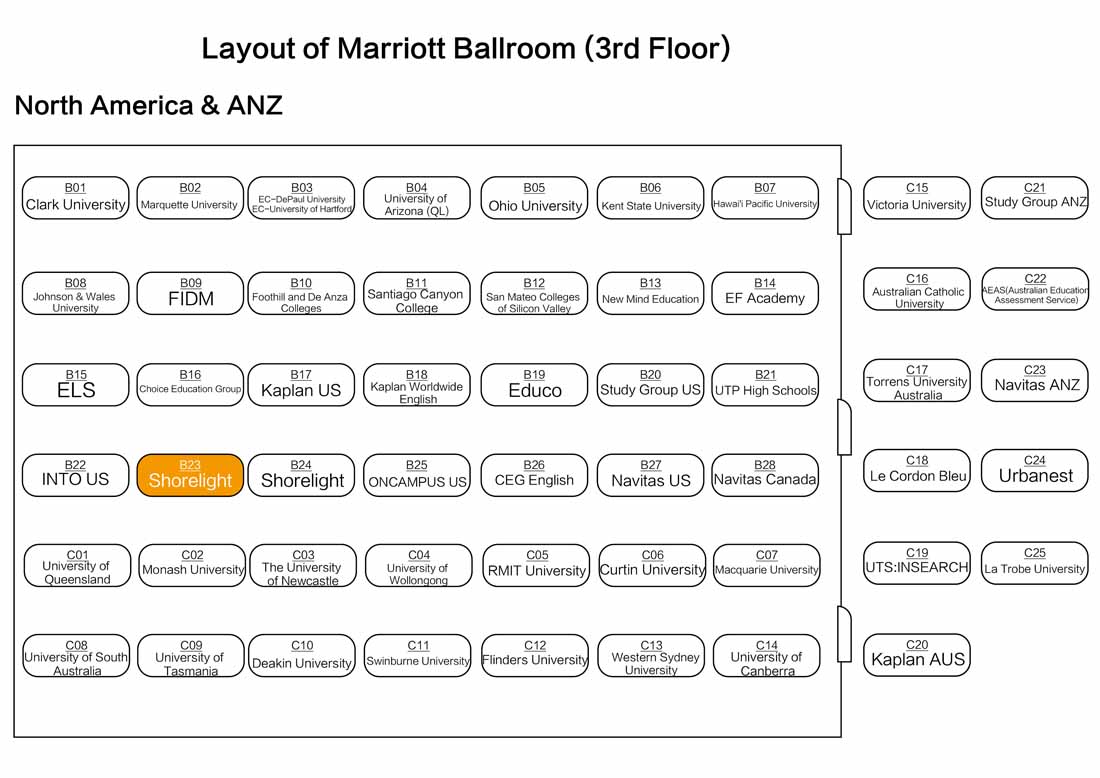 Layout of Marriott Ballroom (3rd Floor)
North America & ANZ
B01
Clark University
B02
Marquette University
B03
EC-DePaul University
EC-University of Hartford
B04
University of
Arizona (QL)
B05
Ohio University
B06
Kent State University
B07
Hawai'i Pacific University
C15
Victoria University
C21
Study Group ANZ
B08
Johnson & Wales
University
B09
FIDM
B10
Foothill and De Anza
Colleges
B11
Santiago Canyon
College
B12
San Mateo Colleges
of Silicon Valley
B13
New Mind Education
B14
EF Academy
C16
Australian Catholic
University
C22
AEAS(Australian Education
Assessment Service)
B15
ELS
B16
Choice Education Group
B17
Kaplan US
B18
Kaplan Worldwide
English
B19
Educo
B20
Study Group US
B21
UTP High Schools
C17
Torrens University
Australia
C23
Navitas ANZ
B22
INTO US
B23
Shorelight
B24
Shorelight
B25
ONCAMPUS US
B26
CEG English
B27
Navitas US
B28
Navitas Canada
C18
Le Cordon Bleu
C24
Urbanest
C01
University of
Queensland
C02
Monash University
C03
The University
of Newcastle
C04
University of
Wollongong
C05
RMIT University
C06
Curtin University
C07
Macquarie University
C19
UTS:INSEARCH
C25
La Trobe University
C08
University of South
Australia
C09
University of
Tasmania
C10
Deakin University
C11
Swinburne University
C12
Flinders University
C13
Western Sydney
University
C14
University of
Canberra
C20
Kaplan AUS